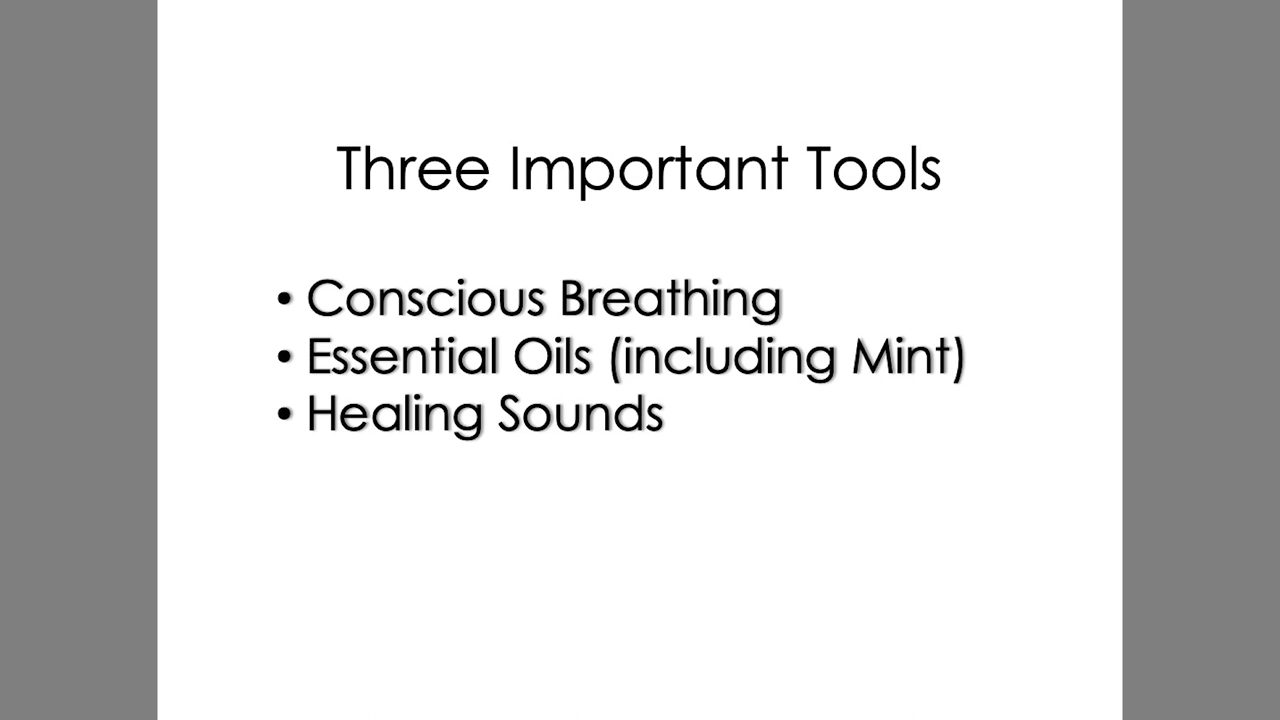 Three Important Tools
• Conscious Breathing
• Essential Oils (including Mint)
• Healing Sounds